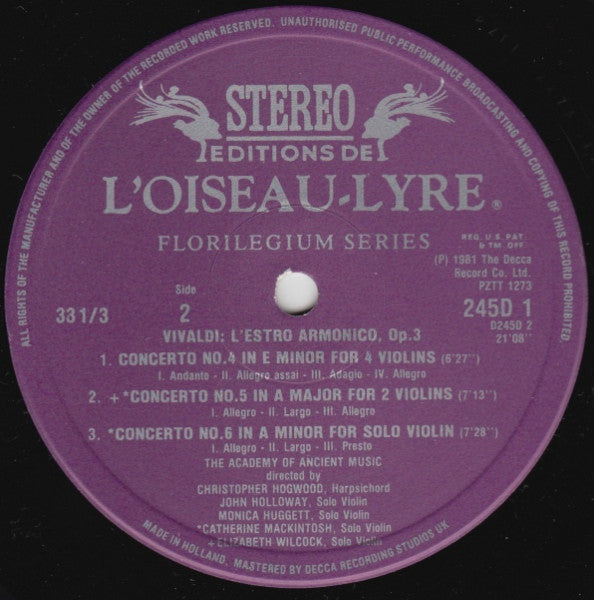 ALL RIGHTS OF THE MANUFACTURER AND OF THE OWNER OF THE RECORDED WORK RESERVED. UNAUTHORISED PUBLIC PERFORMANCE BROADCASTING AND COPYING OF THIS RECORD PROHIBITED.
STEREO
EDITIONS DE
L'OISEAU-LYRE®
FLORILEGIUM SERIES
REG. U.S. PAT.
& TM. OFF
(P) 1981 The Decca
Record Co. Ltd.
PZTT 1273
33 1/3
Side
2
245D 1
D245D 2
21'08"
VIVALDI: L'ESTRO ARMONICO, Op.3
1. CONCERTO NO.4 IN E MINOR FOR 4 VIOLINS (6'27")
I. Andante - II. Allegro assai - III. Adagio - IV. Allegro
2. +*CONCERTO NO.5 IN A MAJOR FOR 2 VIOLINS (7'13")
I. Allegro - II. Largo - III. Allegro
3. *CONCERTO NO.6 IN A MINOR FOR SOLO VIOLIN (7'28")
I. Allegro - II. Largo - III. Presto
THE ACADEMY OF ANCIENT MUSIC
directed by
CHRISTOPHER HOGWOOD, Harpsichord
JOHN HOLLOWAY, Solo Violin
MONICA HUGGETT, Solo Violin
*CATHERINE MACKINTOSH, Solo Violin
+ELIZABETH WILCOCK, Solo Violin
MADE IN HOLLAND. MASTERED BY DECCA RECORDING STUDIOS UK